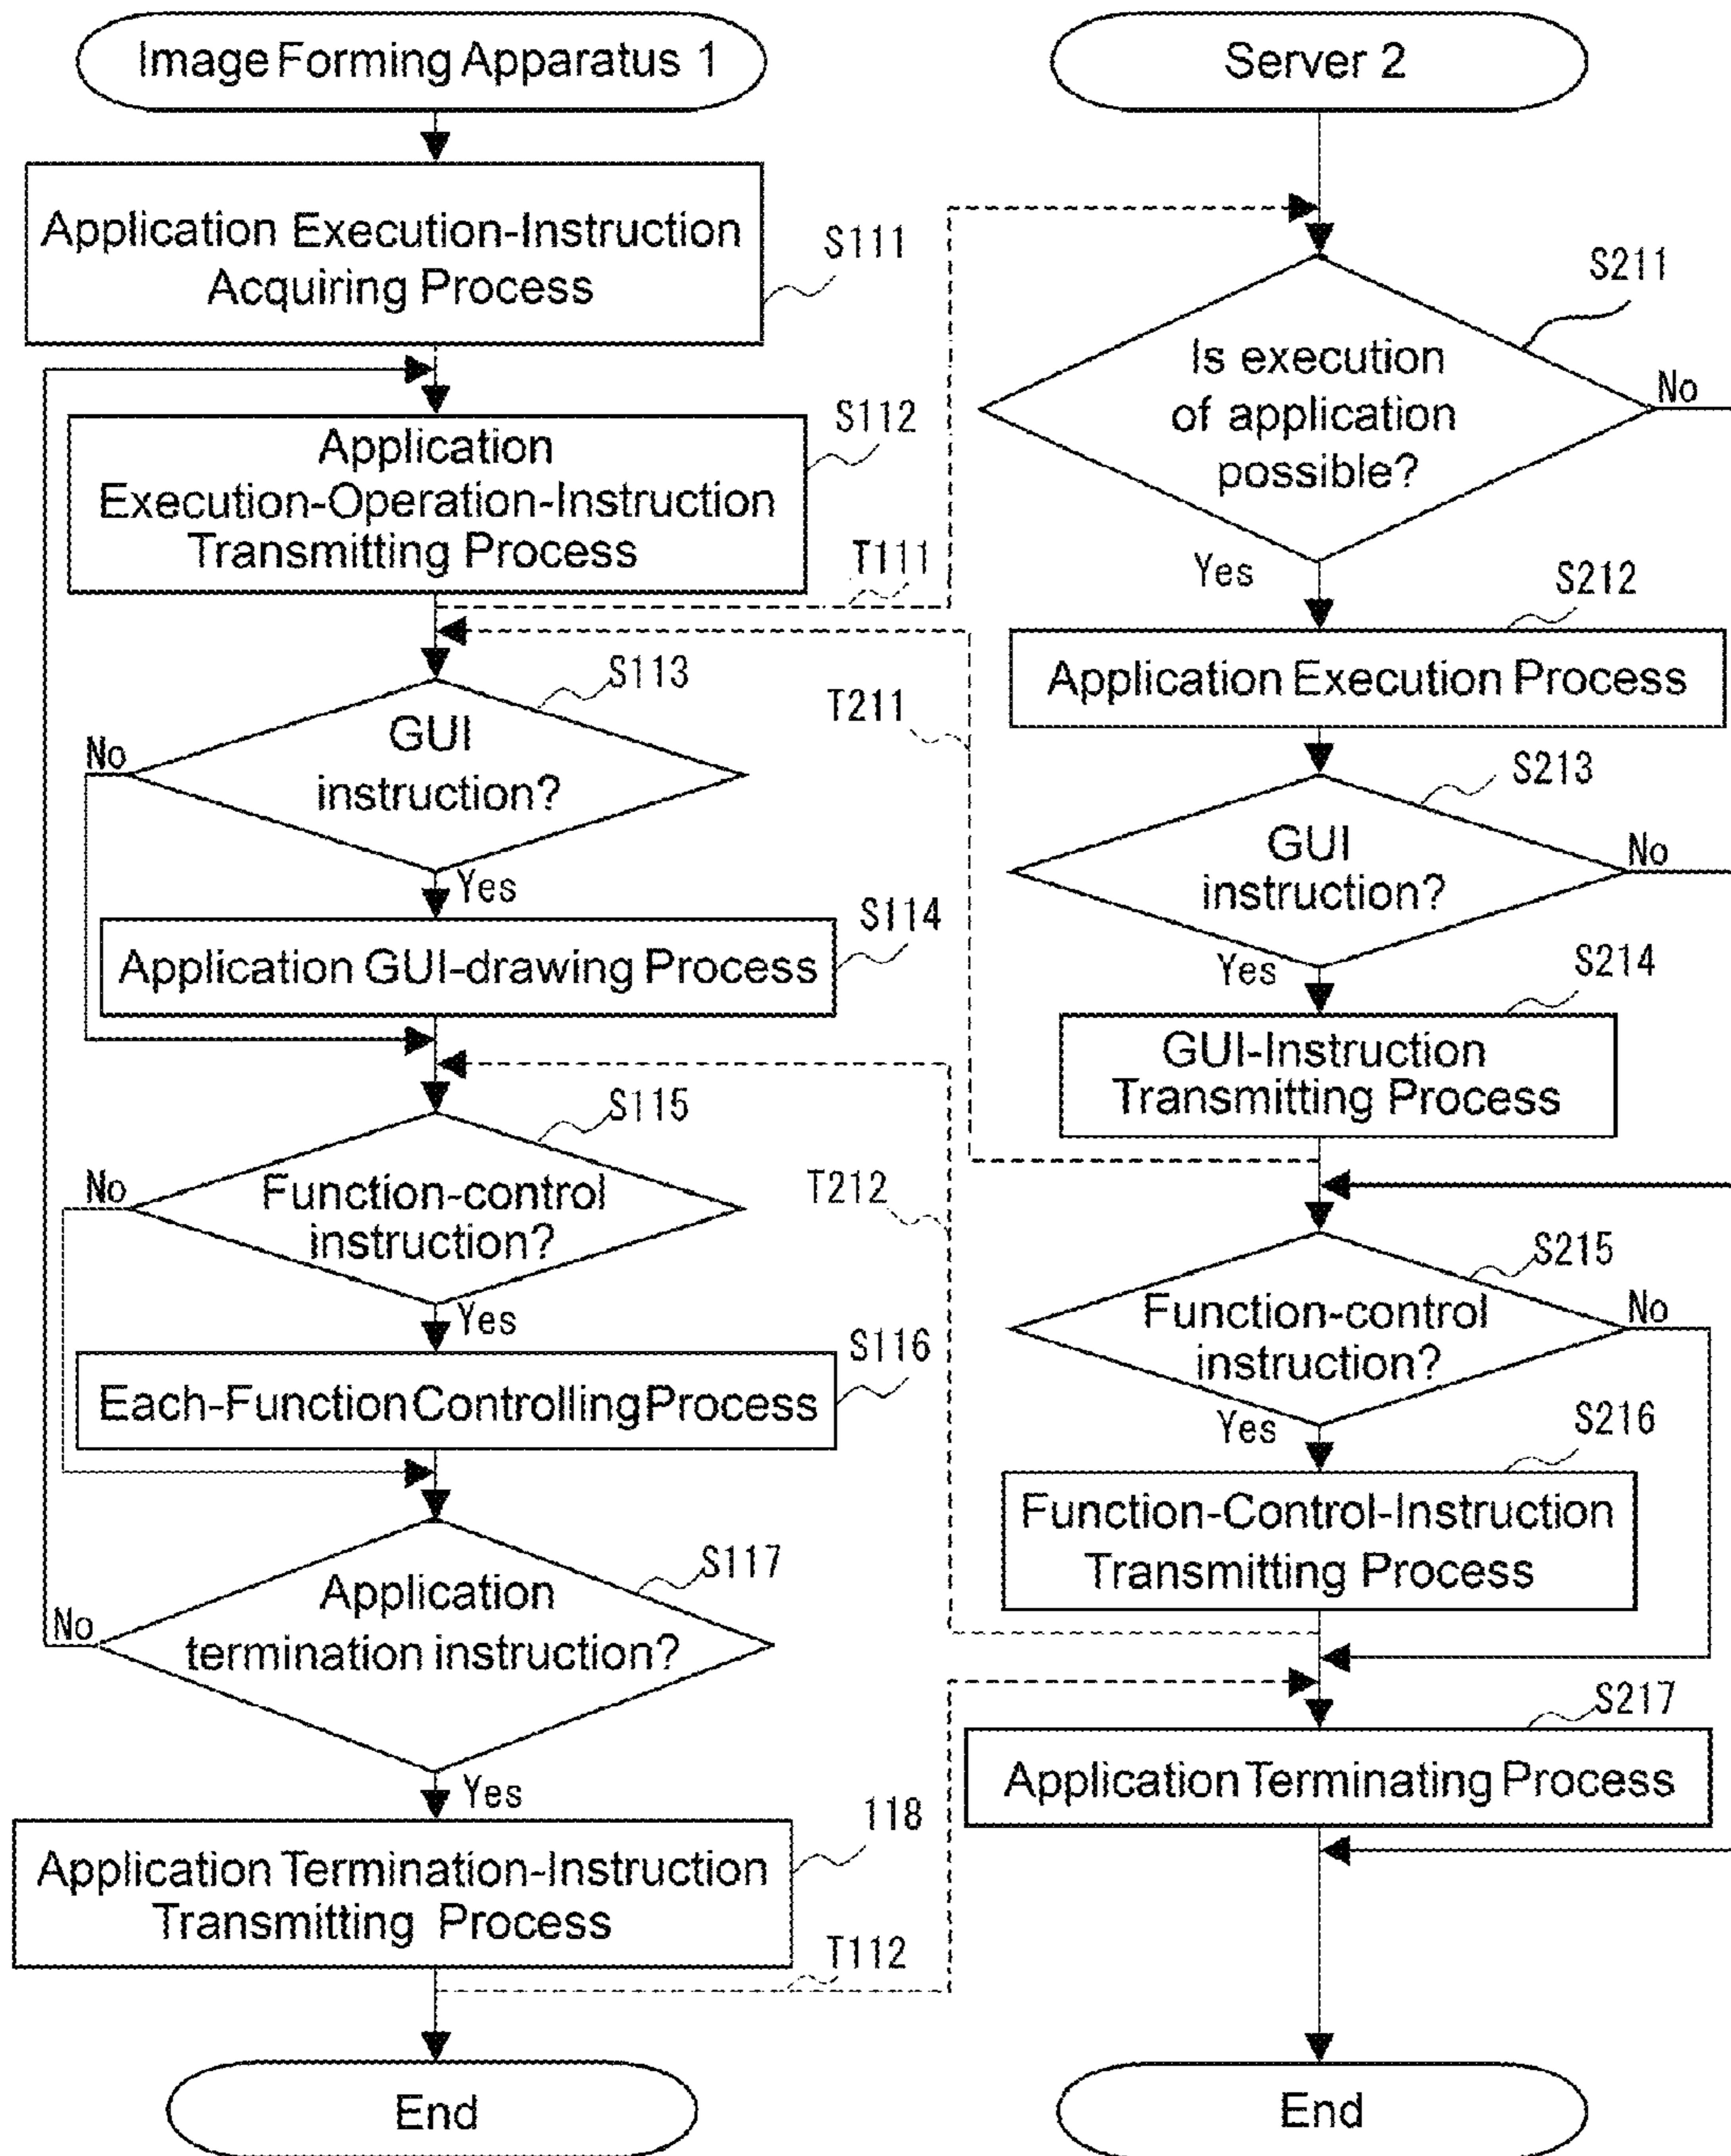 Image Forming Apparatus 1
Application Execution-Instruction
Acquiring Process
S111
Application
Execution-Operation-Instruction
Transmitting Process
S112
T111
GUI
instruction?
S113
No
Yes
Application GUI-drawing Process
S114
Function-control
instruction?
S115
No
Yes
Each-Function Controlling Process
S116
Application
termination instruction?
S117
No
Yes
Application Termination-Instruction
Transmitting Process
118
T112
End
Server 2
Is execution
of application
possible?
S211
No
Yes
Application Execution Process
S212
T211
GUI
instruction?
S213
No
Yes
GUI-Instruction
Transmitting Process
S214
T212
Function-control
instruction?
S215
No
Yes
Function-Control-Instruction
Transmitting Process
S216
Application Terminating Process
S217
End